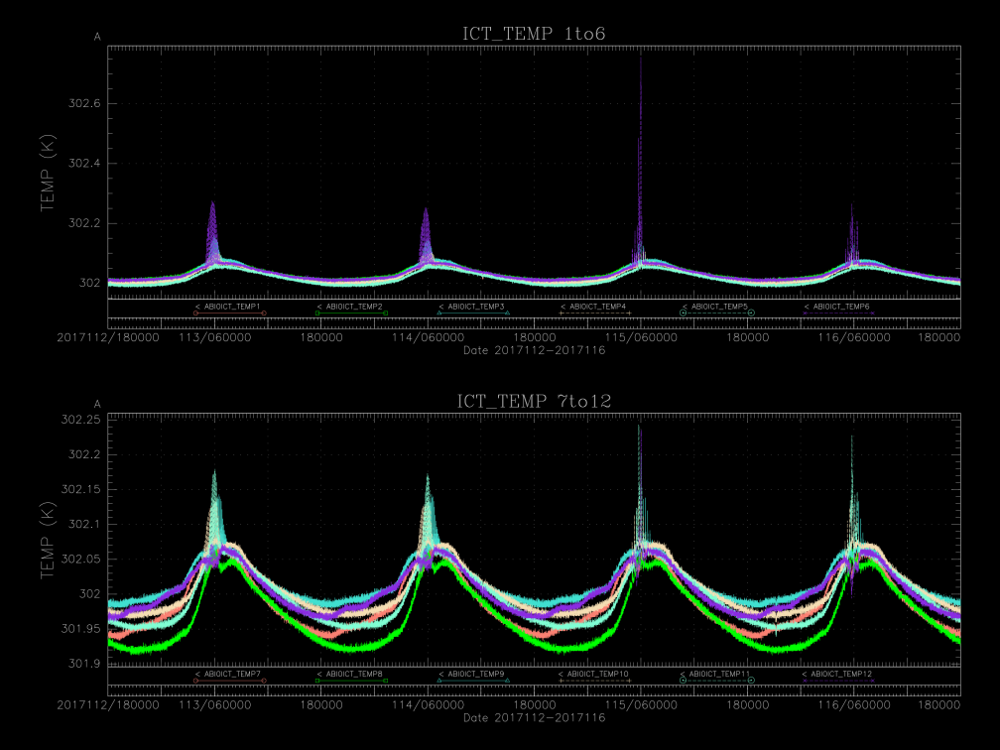 ICT_TEMP 1to6
A
302.6
302.4
302.2
302
TEMP (K)
< ABIOICT_TEMP1 < ABIOICT_TEMP2 < ABIOICT_TEMP3 < ABIOICT_TEMP4 < ABIOICT_TEMP5 < ABIOICT_TEMP6
2017112/180000 113/060000 180000 114/060000 180000 115/060000 180000 116/060000 180000
Date 2017112-2017116
ICT_TEMP 7to12
A
302.25
302.2
302.15
302.1
302.05
302
301.95
301.9
TEMP (K)
< ABIOICT_TEMP7 < ABIOICT_TEMP8 < ABIOICT_TEMP9 < ABIOICT_TEMP10 < ABIOICT_TEMP11 < ABIOICT_TEMP12
2017112/180000 113/060000 180000 114/060000 180000 115/060000 180000 116/060000 180000
Date 2017112-2017116